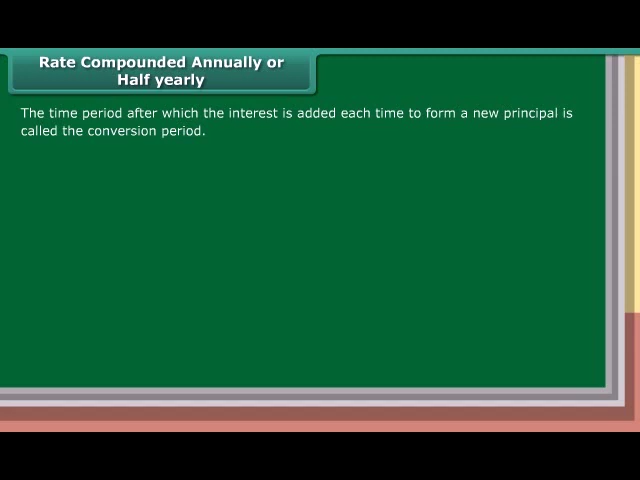 Rate Compounded Annually or
Half yearly
The time period after which the interest is added each time to form a new principal is
called the conversion period.